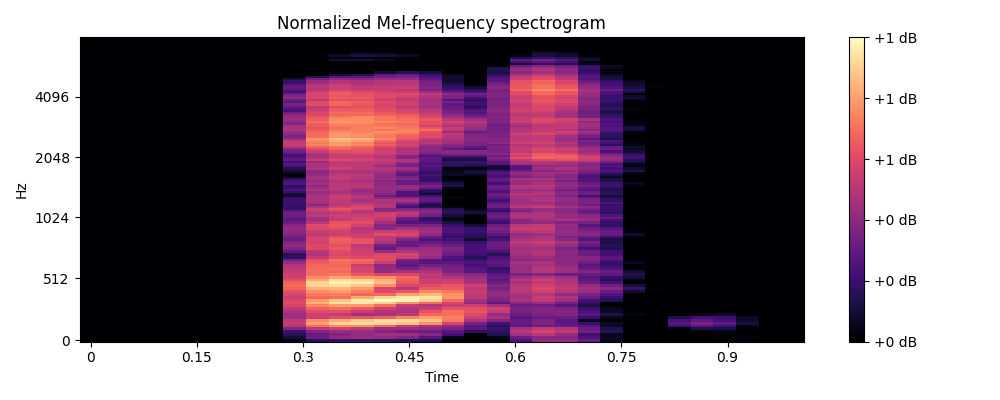 Normalized Mel-frequency spectrogram
+1 dB
4096
+1 dB
2048
+1 dB
Hz
1024
+0 dB
512
+0 dB
0
+0 dB
0 0.15 0.3 0.45 0.6 0.75 0.9
Time